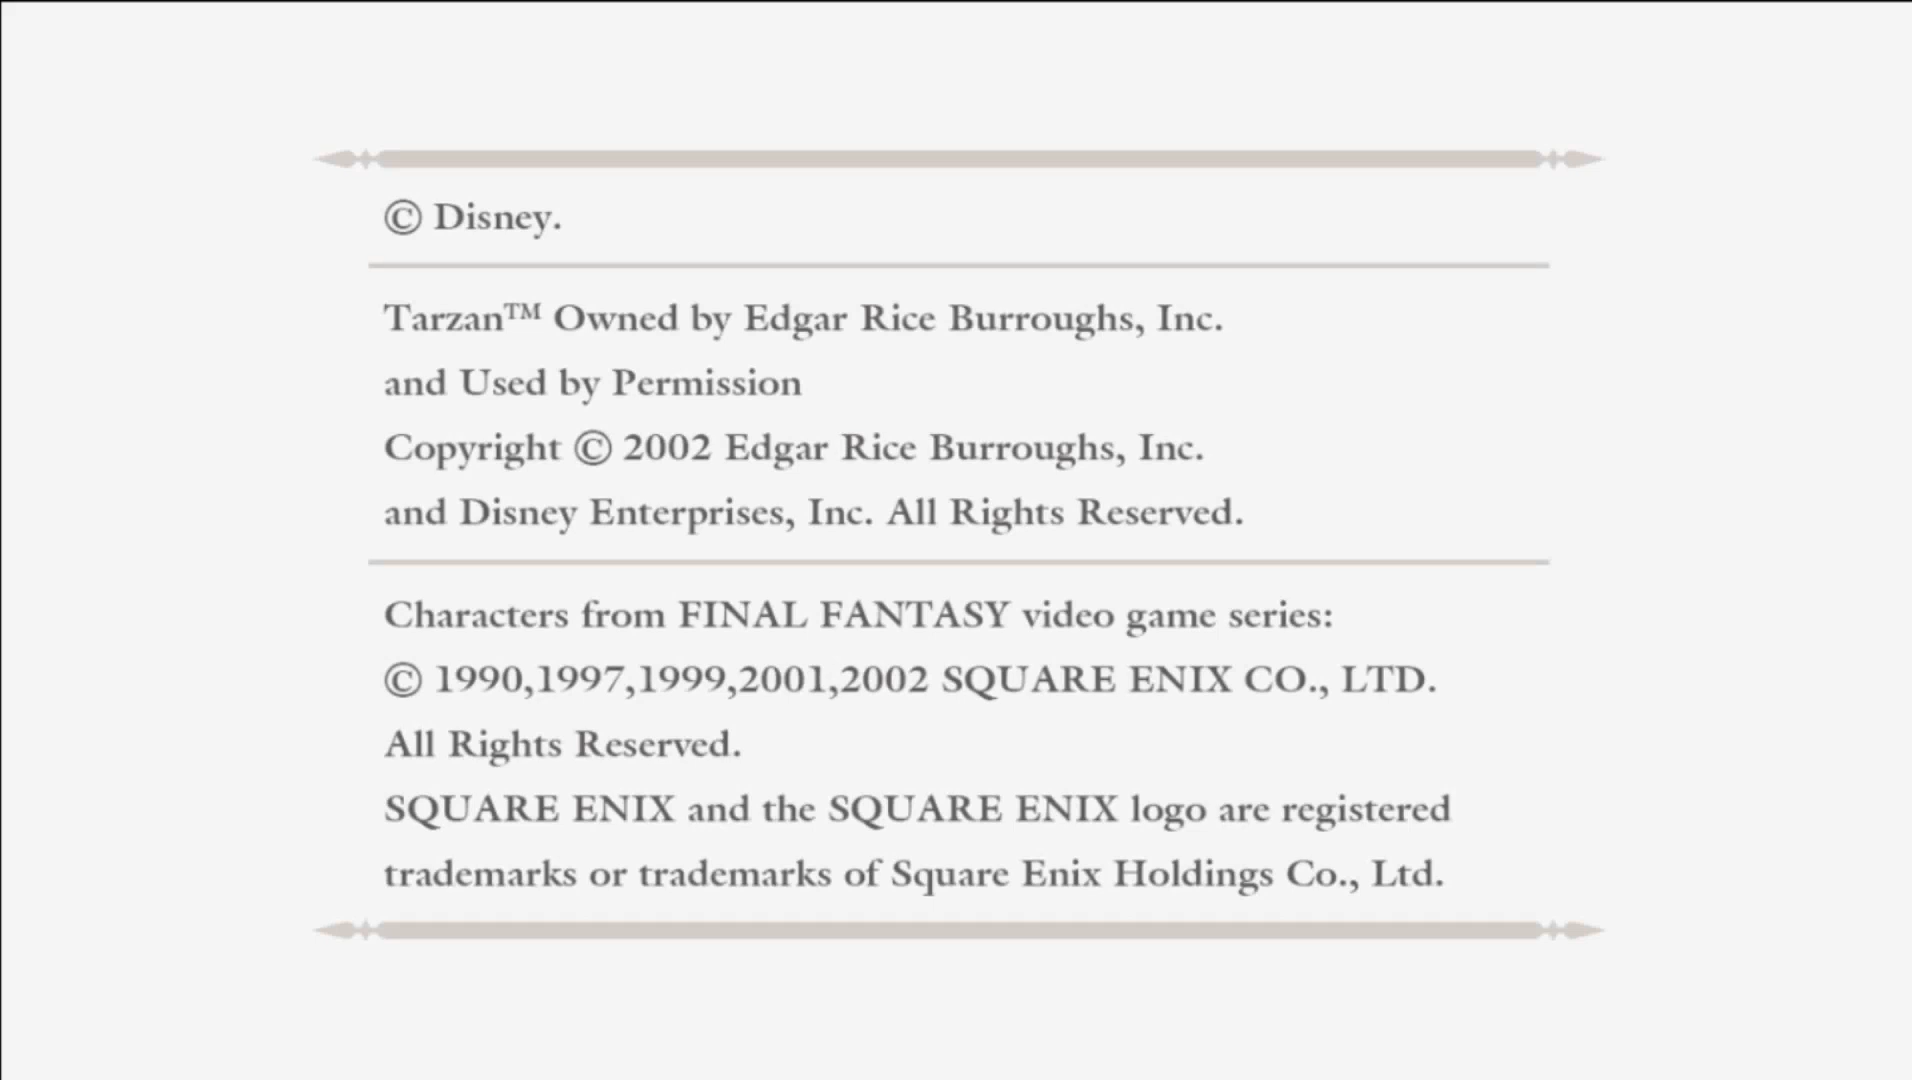 © Disney.
Tarzan™ Owned by Edgar Rice Burroughs, Inc.
and Used by Permission
Copyright © 2002 Edgar Rice Burroughs, Inc.
and Disney Enterprises, Inc. All Rights Reserved.
Characters from FINAL FANTASY video game series:
© 1990,1997,1999,2001,2002 SQUARE ENIX CO., LTD.
All Rights Reserved.
SQUARE ENIX and the SQUARE ENIX logo are registered
trademarks or trademarks of Square Enix Holdings Co., Ltd.